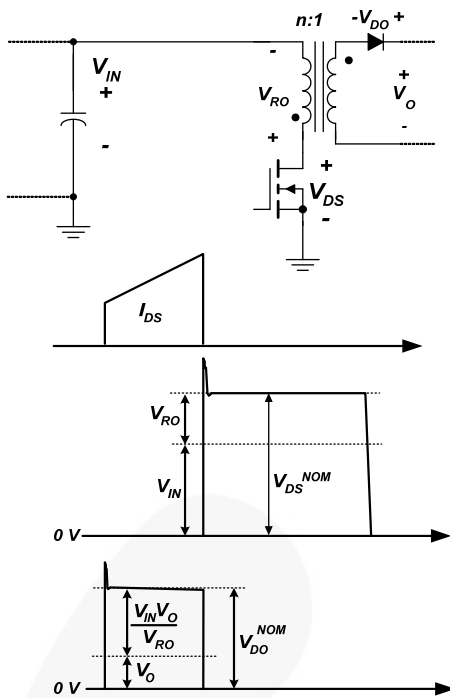 n:1
-V_DO +
-
V_IN
+
-
V_RO
+
V_O
-
+
+
V_DS
-
I_DS
V_RO
V_IN
V_DS^NOM
0 V
V_IN V_O
V_RO
V_O
V_DO^NOM
0 V